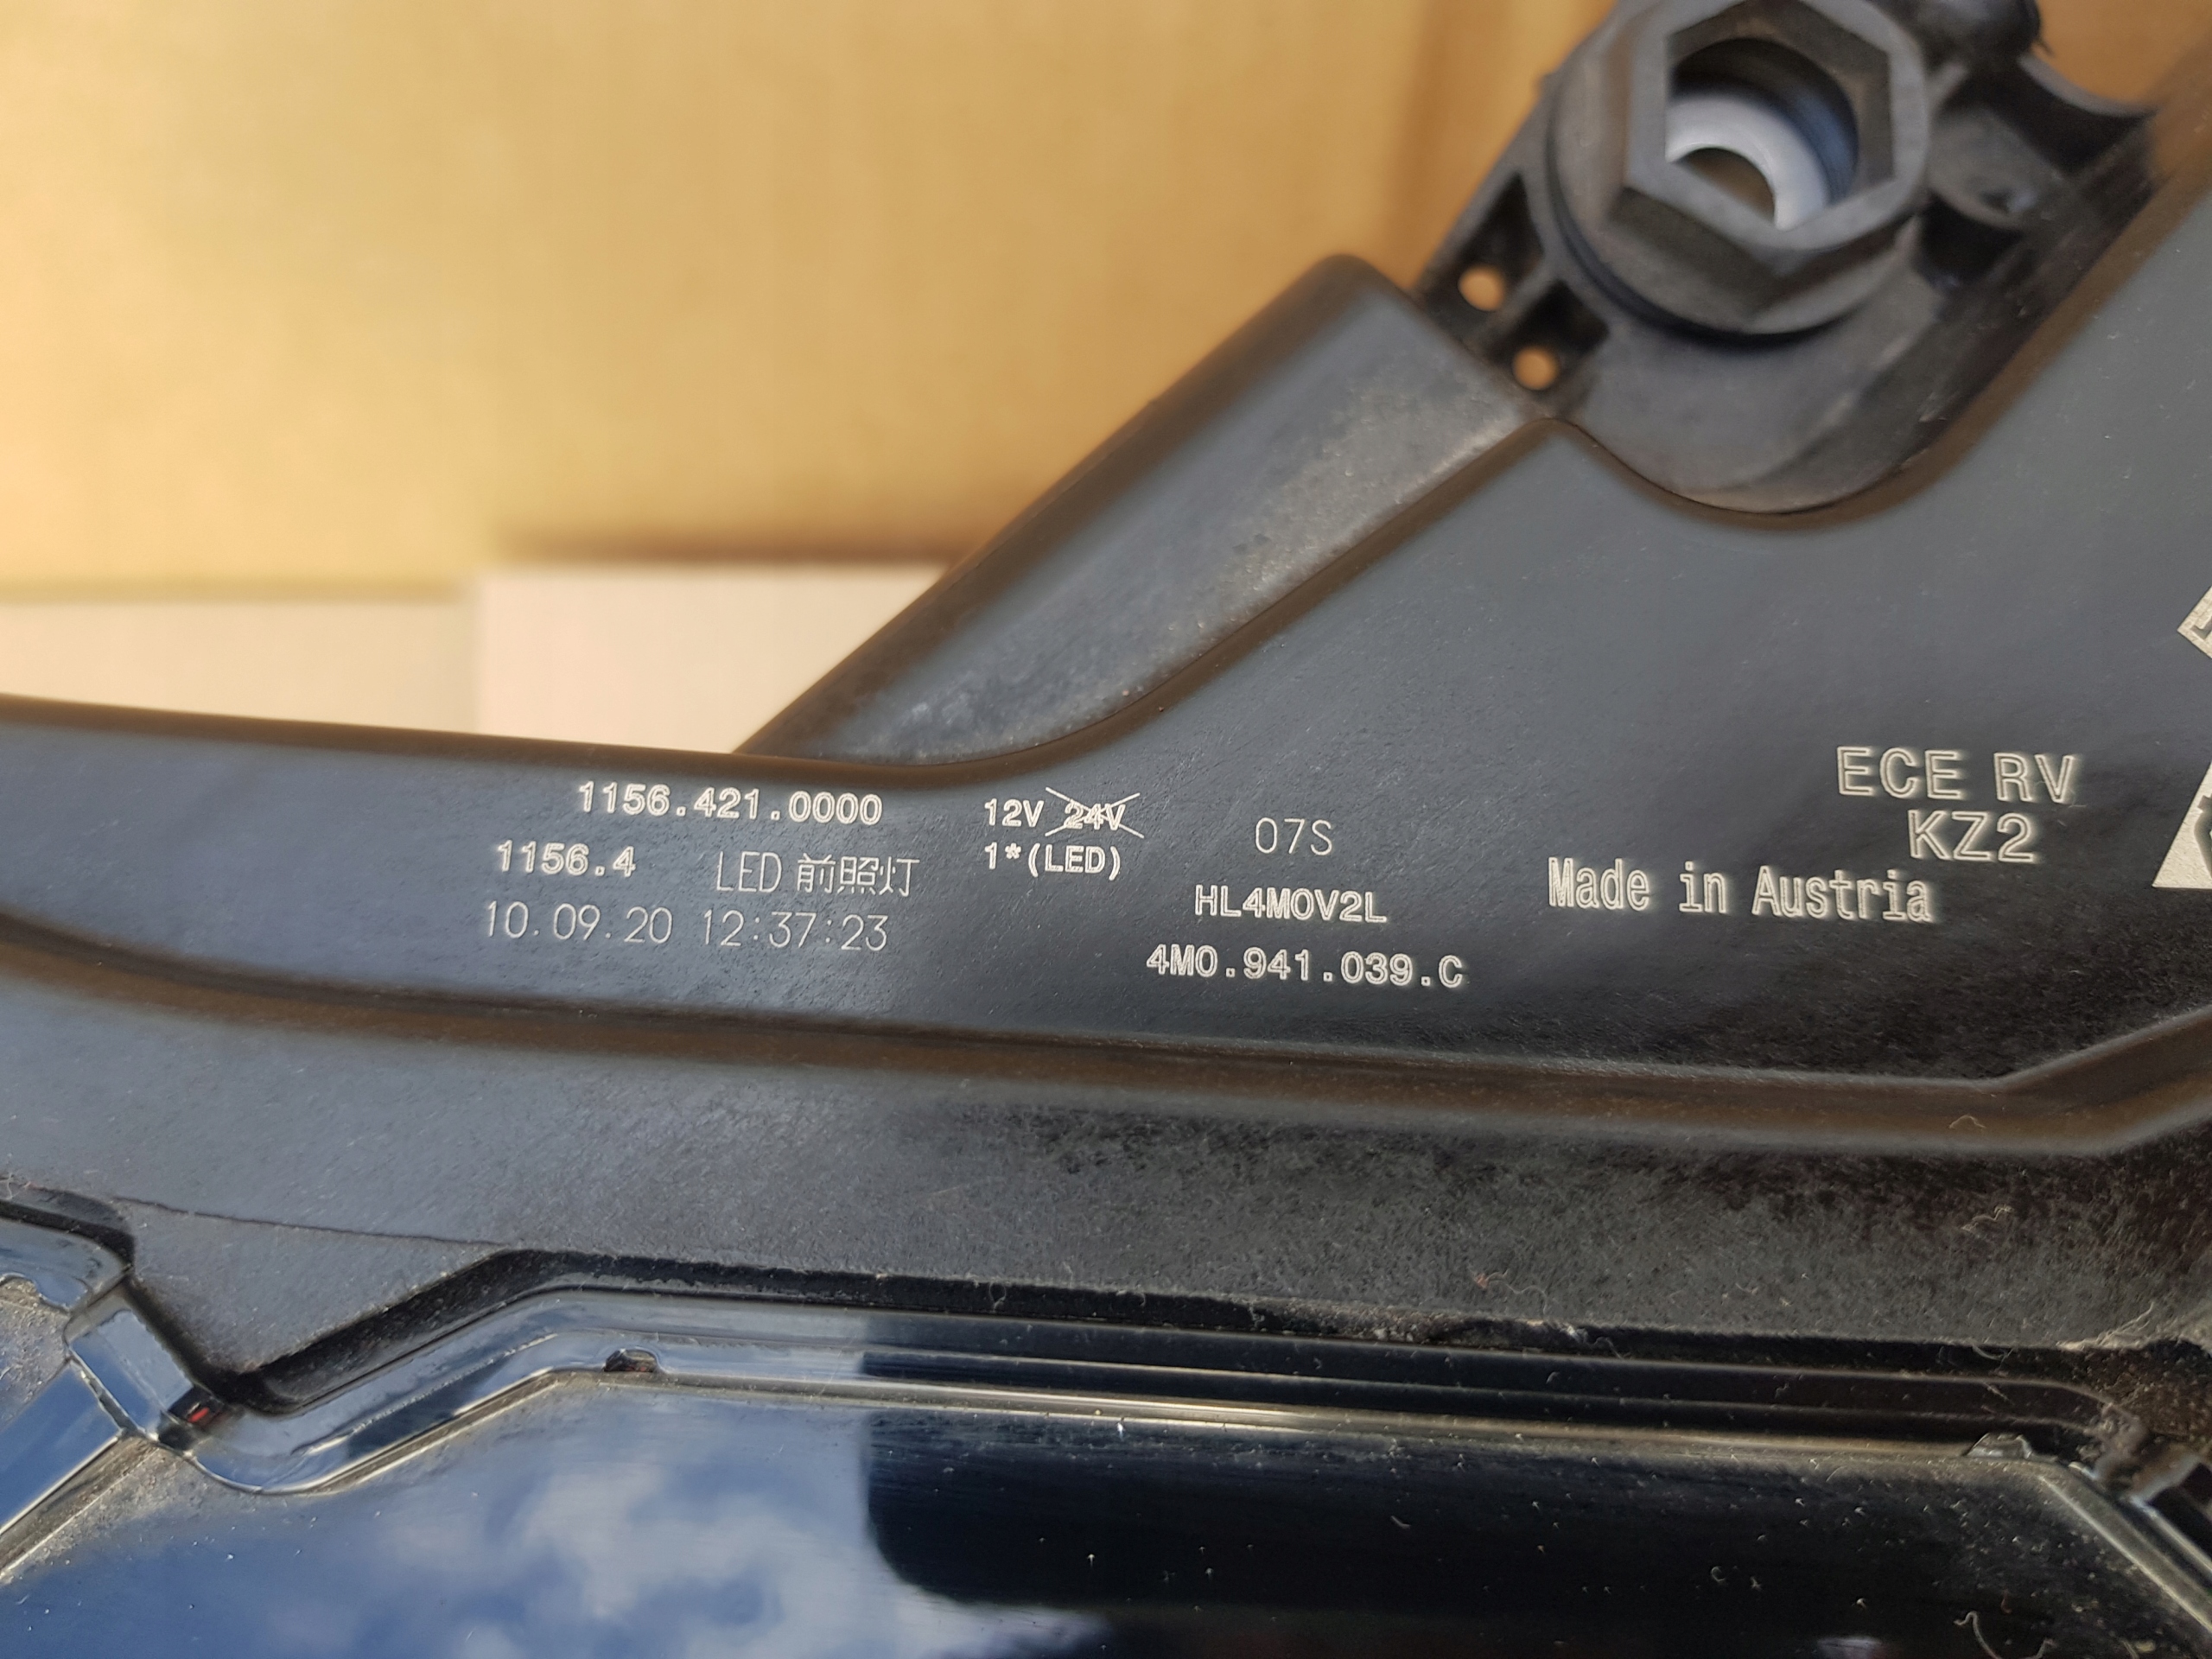 1156.421.0000
1156.4 LED 前照灯
10.09.20 12:37:23
12V 24V
1*(LED)
07S
HL4M0V2L
4M0.941.039.C
ECE RV
KZ2
Made in Austria